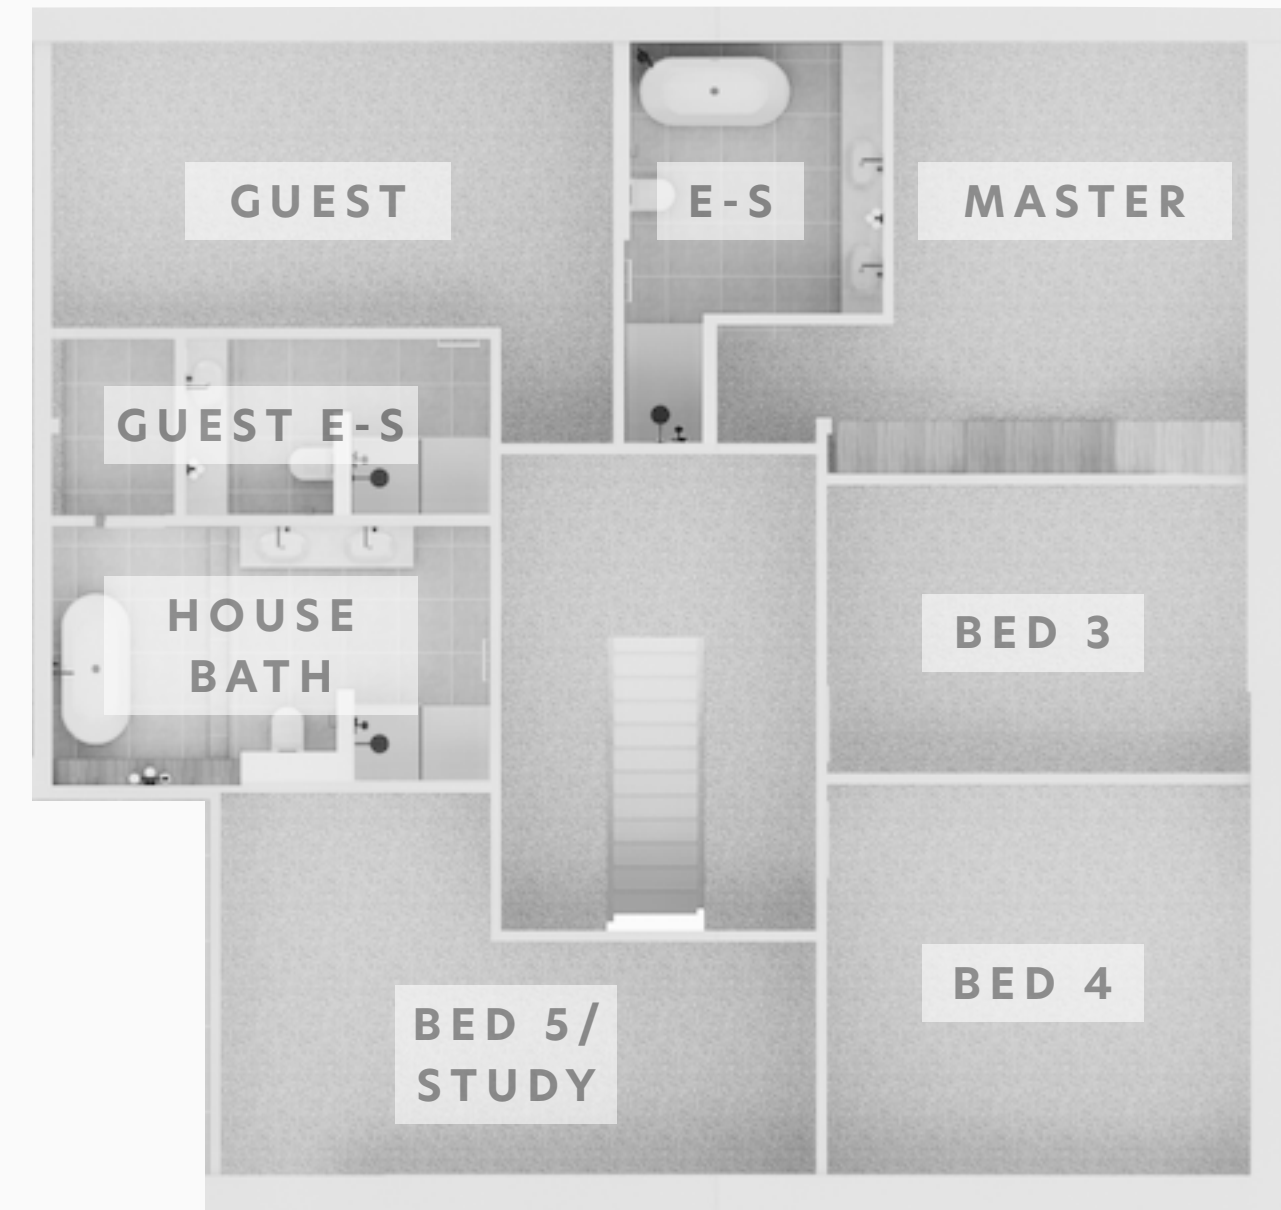 GUEST
E-S
MASTER
GUEST E-S
HOUSE
BATH
BED 3
BED 4
BED 5/
STUDY